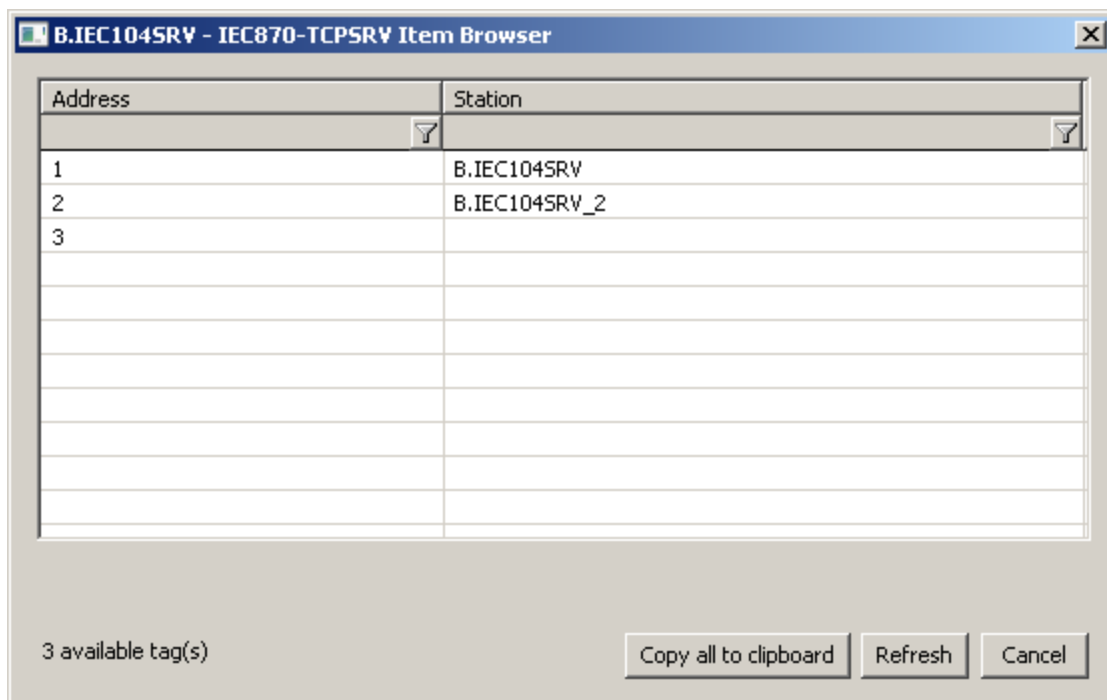 B.IEC104SRV - IEC870-TCPSRV Item Browser
Address Station
1 B.IEC104SRV
2 B.IEC104SRV_2
3
3 available tag(s) Copy all to clipboard Refresh Cancel